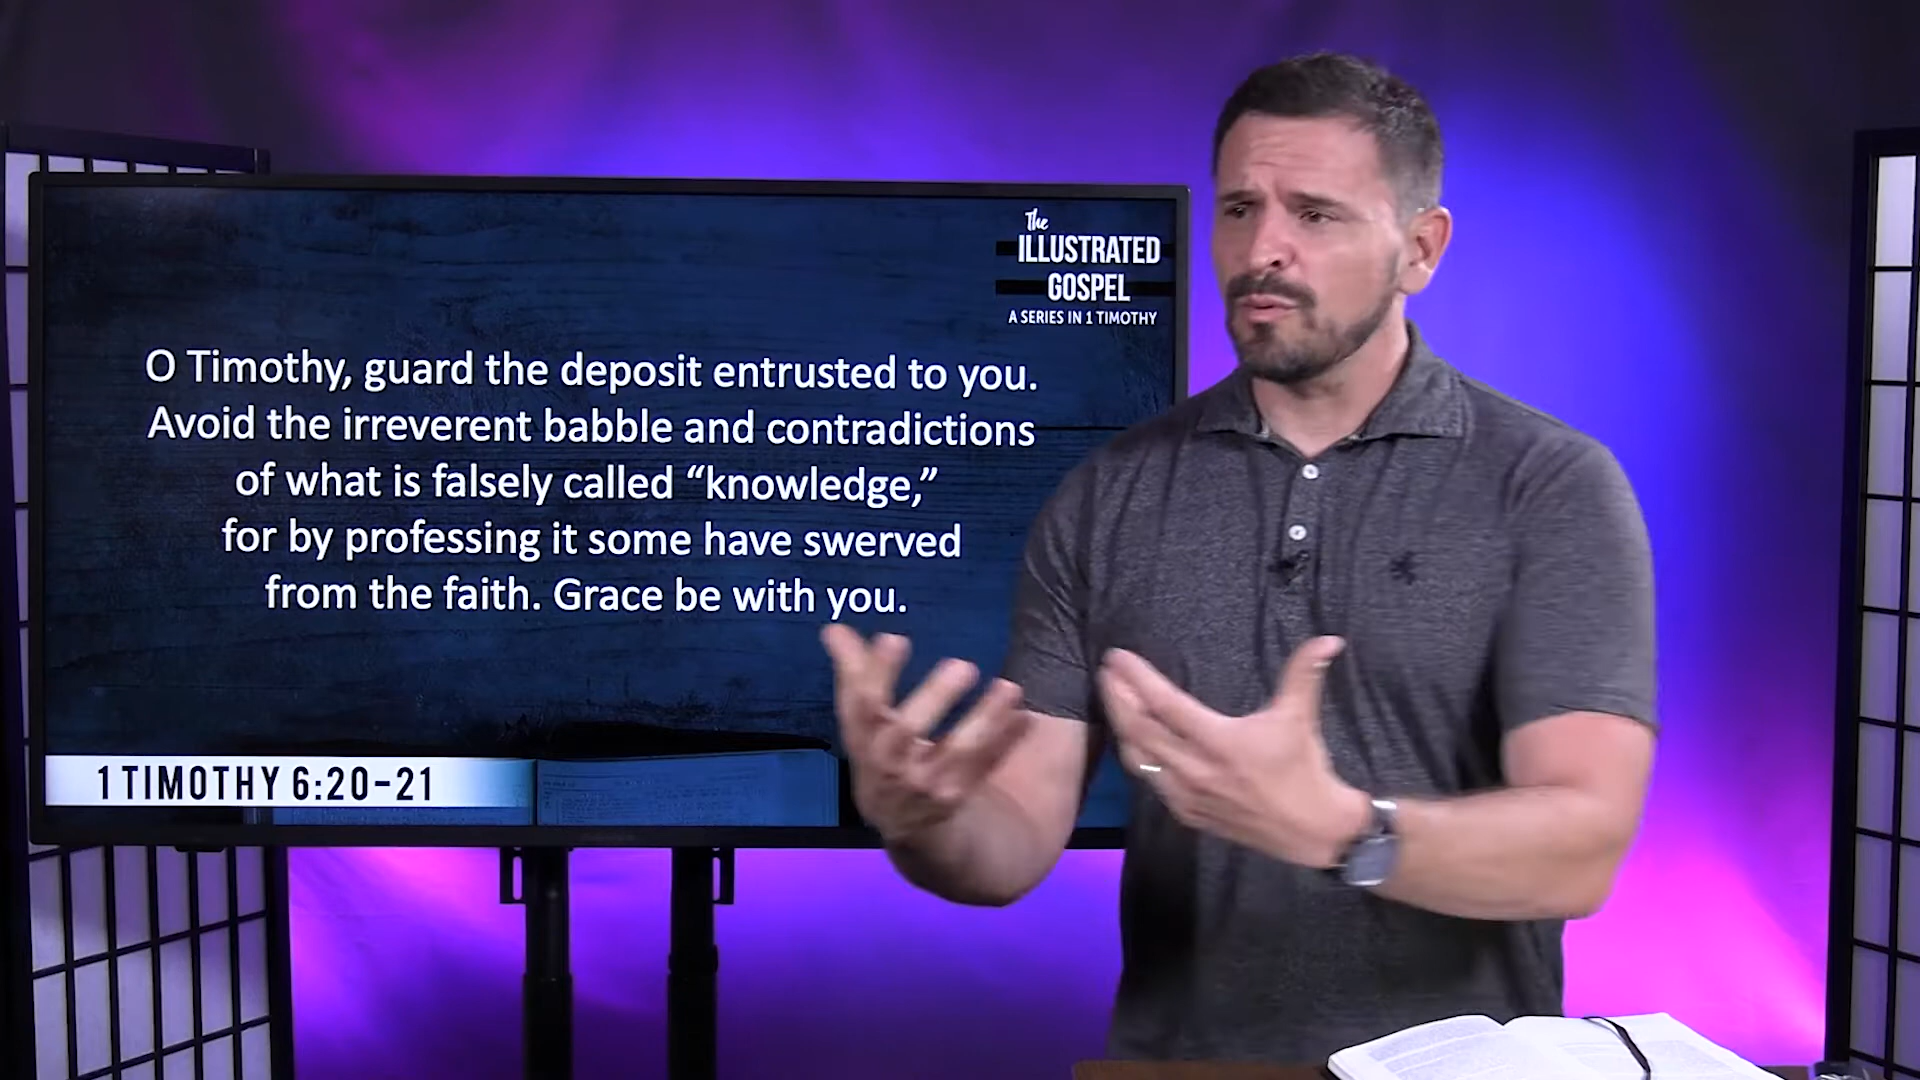 The
ILLUSTRATED
GOSPEL
A SERIES IN 1 TIMOTHY
O Timothy, guard the deposit entrusted to you.
Avoid the irreverent babble and contradictions
of what is falsely called “knowledge,”
for by professing it some have swerved
from the faith. Grace be with you.
1 TIMOTHY 6:20-21